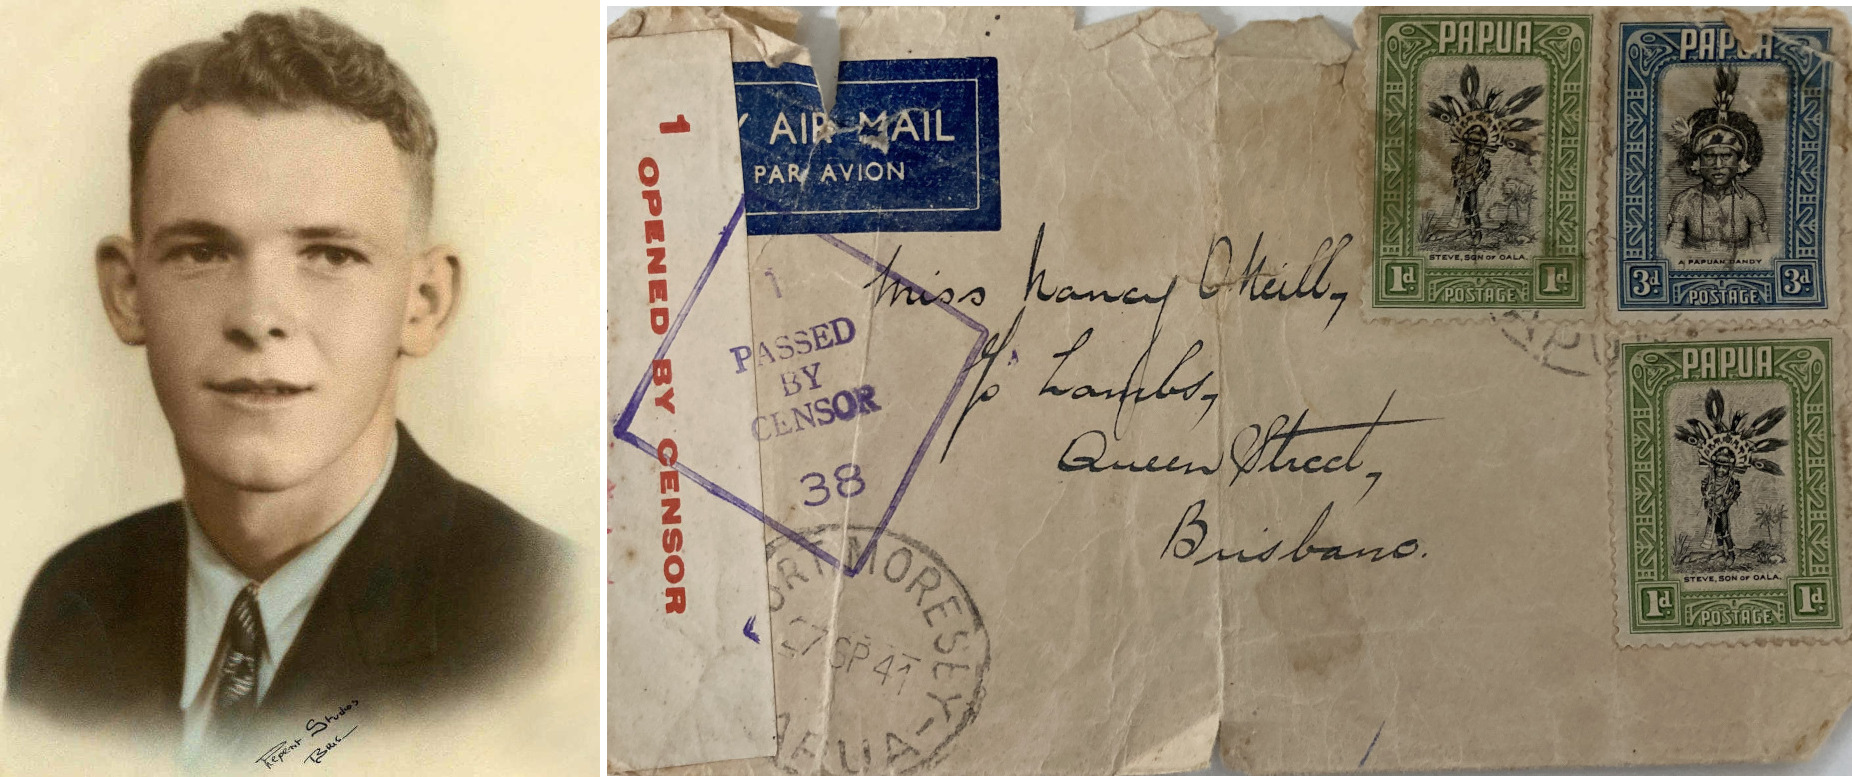 Regent Studios
Bris
1 OPENED BY CENSOR
AIR MAIL
PAR AVION
1
PASSED
BY
CENSOR
38
Miss Nancy O'Neill,
c/o Lambs,
Queen Street,
Brisbane.
PORT MORESBY
27 SP 41
PAPUA
PAPUA
STEVE, SON OF OALA.
1d POSTAGE 1d
PAPUA
A PAPUAN DANDY
3d POSTAGE 3d
PAPUA
STEVE, SON OF OALA.
1d POSTAGE 1d